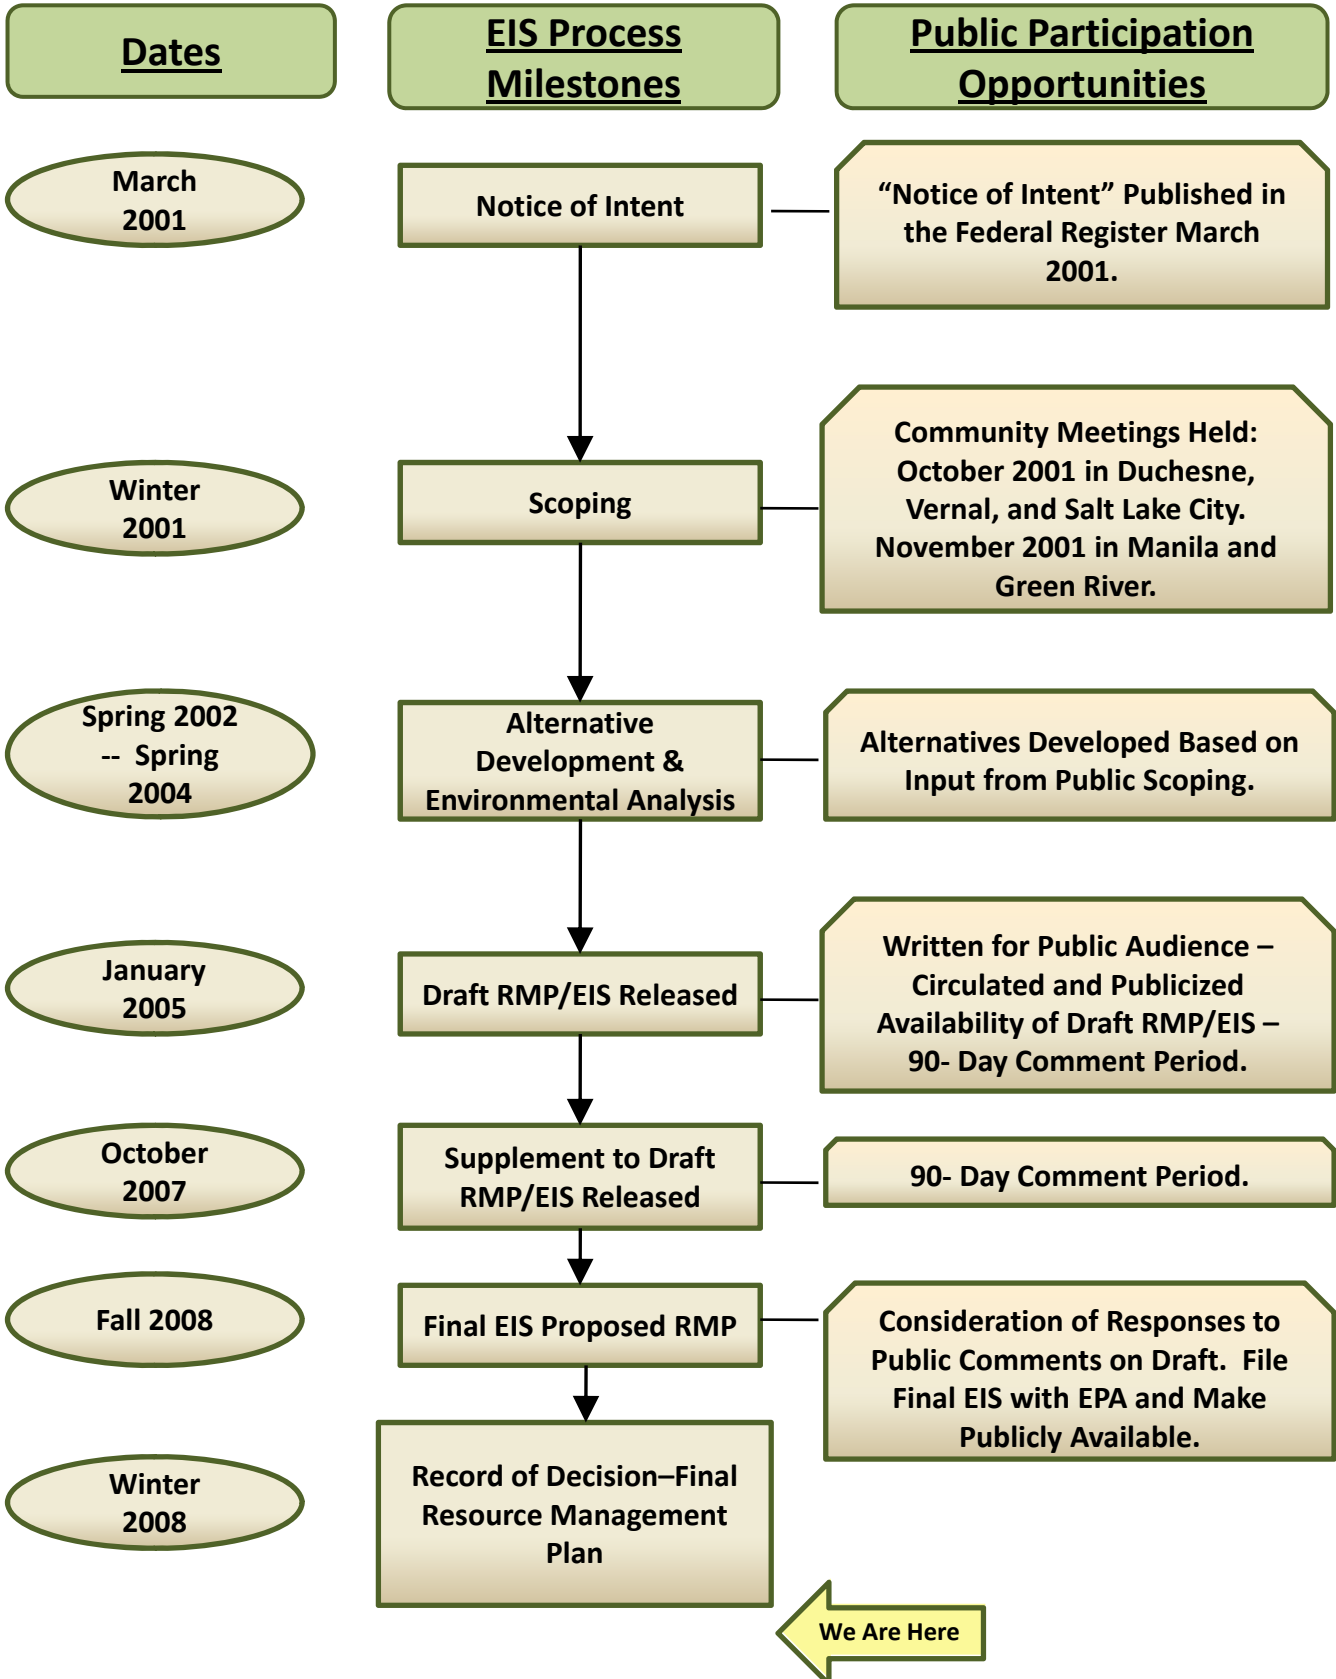 Dates
EIS Process
Milestones
Public Participation
Opportunities
March
2001
Notice of Intent
“Notice of Intent” Published in
the Federal Register March
2001.
Winter
2001
Scoping
Community Meetings Held:
October 2001 in Duchesne,
Vernal, and Salt Lake City.
November 2001 in Manila and
Green River.
Spring 2002
-- Spring
2004
Alternative
Development &
Environmental Analysis
Alternatives Developed Based on
Input from Public Scoping.
January
2005
Draft RMP/EIS Released
Written for Public Audience –
Circulated and Publicized
Availability of Draft RMP/EIS –
90- Day Comment Period.
October
2007
Supplement to Draft
RMP/EIS Released
90- Day Comment Period.
Fall 2008
Final EIS Proposed RMP
Consideration of Responses to
Public Comments on Draft.  File
Final EIS with EPA and Make
Publicly Available.
Winter
2008
Record of Decision–Final
Resource Management
Plan
We Are Here